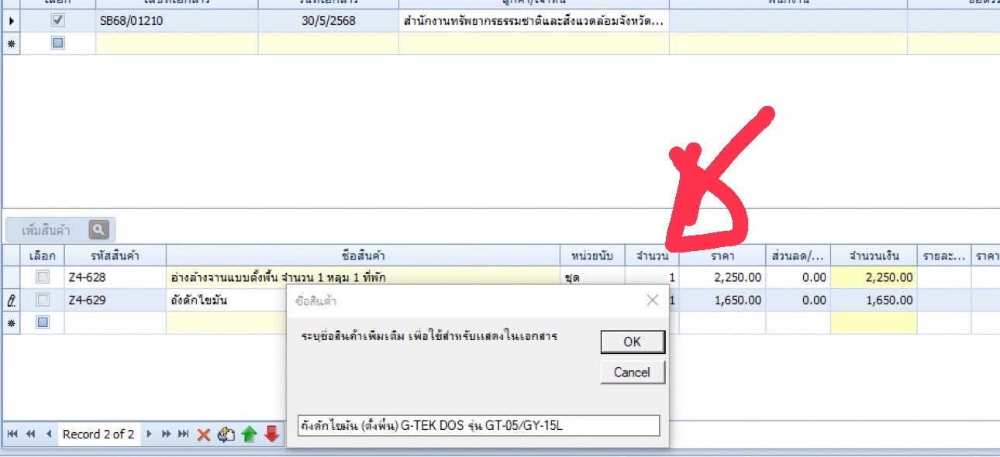 SB68/01210 30/5/2568 สำนักงานทรัพยากรธรรมชาติและสิ่งแวดล้อมจังหวัด...
เพิ่มสินค้า
เลือก รหัสสินค้า ชื่อสินค้า หน่วยนับ จำนวน ราคา ส่วนลด/... จำนวนเงิน รายละ... ราคา
Z4-628 อ่างล้างจานแบบตั้งพื้น จำนวน 1 หลุม 1 ที่พัก ชุด 1 2,250.00 0.00 2,250.00
Z4-629 ถังดักไขมัน 1 1,650.00 0.00 1,650.00
ชื่อสินค้า
ระบุชื่อสินค้าเพิ่มเติม เพื่อใช้สำหรับแสดงในเอกสาร
OK
Cancel
ถังดักไขมัน (ตั้งพื้น) G-TEK DOS รุ่น GT-05/GY-15L
Record 2 of 2